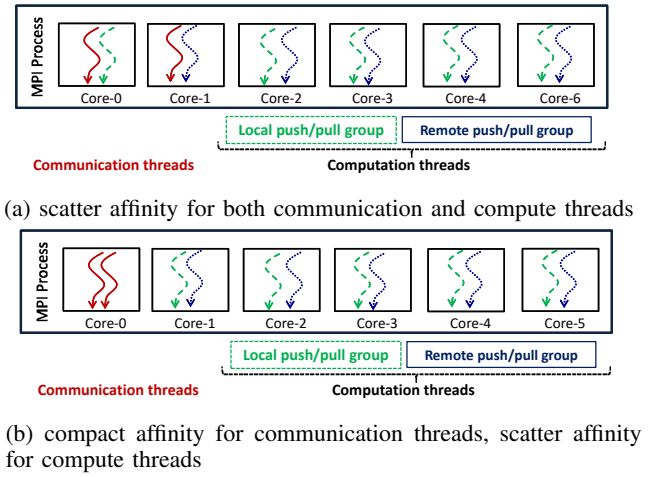 MPI Process
Core-0 Core-1 Core-2 Core-3 Core-4 Core-6
Local push/pull group Remote push/pull group
Communication threads Computation threads
(a) scatter affinity for both communication and compute threads
MPI Process
Core-0 Core-1 Core-2 Core-3 Core-4 Core-5
Local push/pull group Remote push/pull group
Communication threads Computation threads
(b) compact affinity for communication threads, scatter affinity
for compute threads